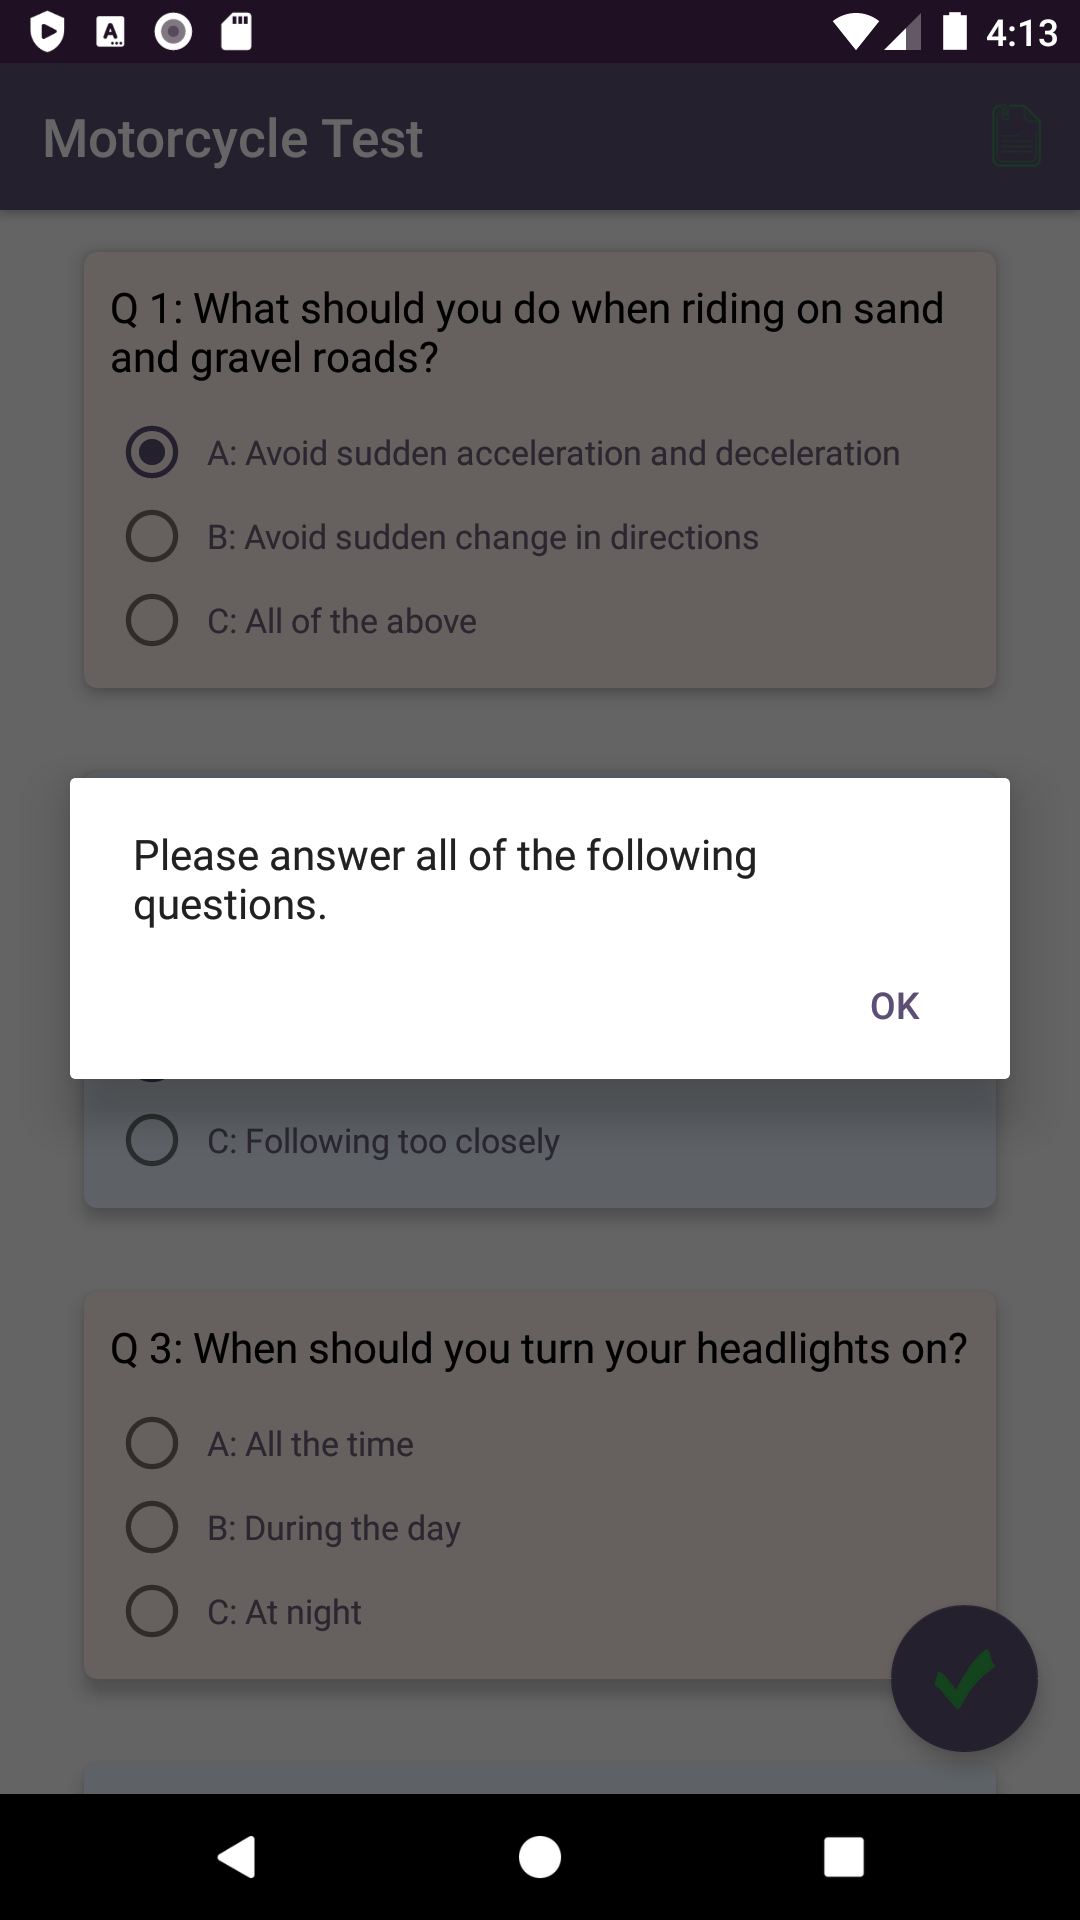 4:13
Motorcycle Test
Q 1: What should you do when riding on sand
and gravel roads?
A: Avoid sudden acceleration and deceleration
B: Avoid sudden change in directions
C: All of the above
Please answer all of the following
questions.
OK
C: Following too closely
Q 3: When should you turn your headlights on?
A: All the time
B: During the day
C: At night